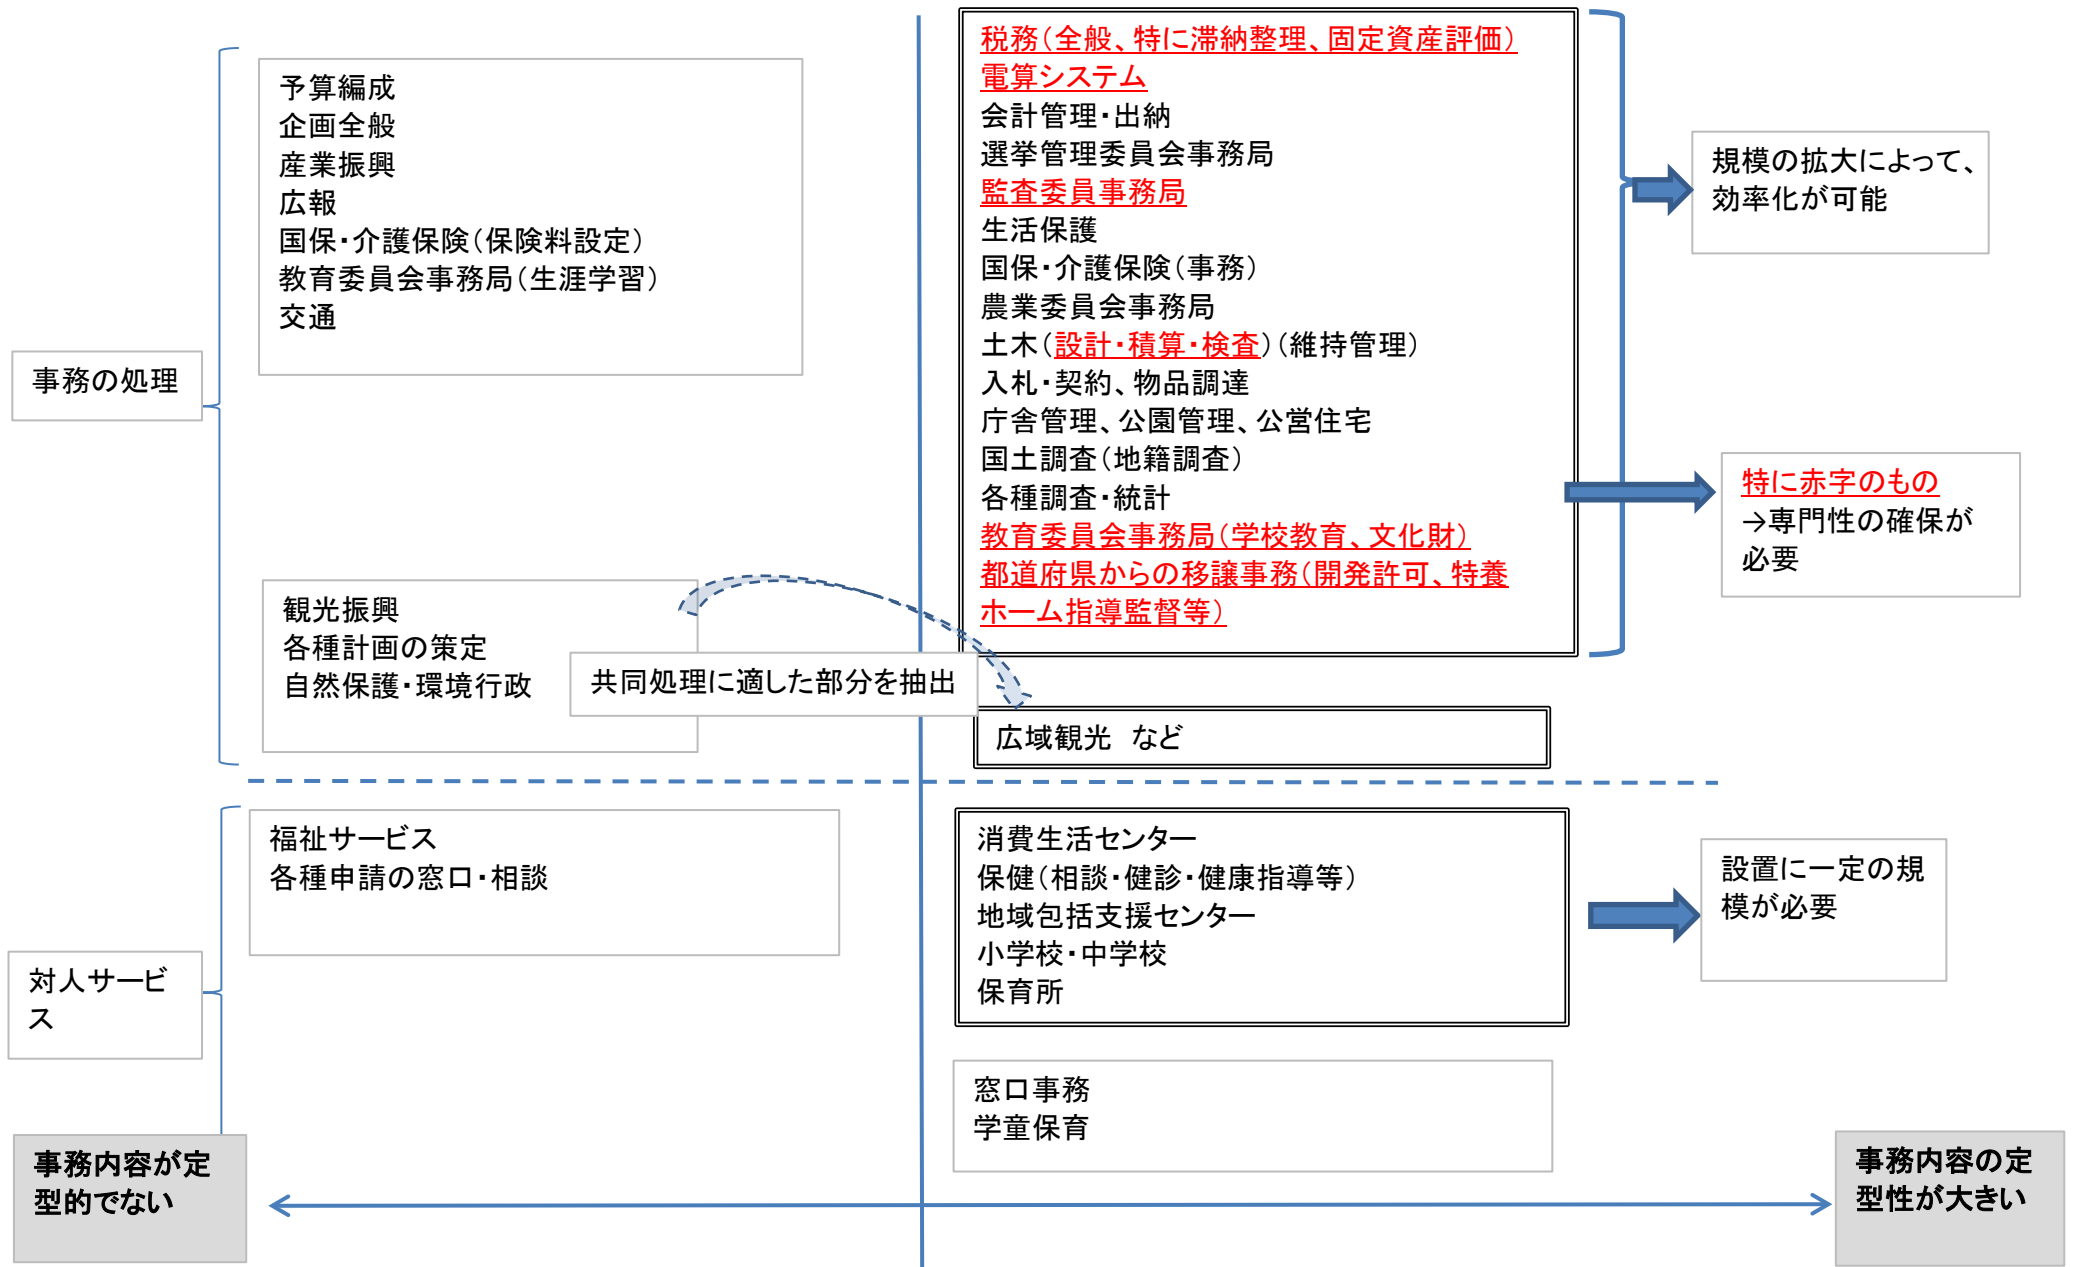 事務の処理
予算編成
企画全般
産業振興
広報
国保・介護保険（保険料設定）
教育委員会事務局（生涯学習）
交通
観光振興
各種計画の策定
自然保護・環境行政
共同処理に適した部分を抽出
税務（全般、特に滞納整理、固定資産評価）
電算システム
会計管理・出納
選挙管理委員会事務局
監査委員事務局
生活保護
国保・介護保険（事務）
農業委員会事務局
土木（設計・積算・検査）（維持管理）
入札・契約、物品調達
庁舎管理、公園管理、公営住宅
国土調査（地籍調査）
各種調査・統計
教育委員会事務局（学校教育、文化財）
都道府県からの移譲事務（開発許可、特養
ホーム指導監督等）
広域観光　など
規模の拡大によって、
効率化が可能
特に赤字のもの
→専門性の確保が
必要
対人サービ
ス
福祉サービス
各種申請の窓口・相談
消費生活センター
保健（相談・健診・健康指導等）
地域包括支援センター
小学校・中学校
保育所
設置に一定の規
模が必要
窓口事務
学童保育
事務内容が定
型的でない
事務内容の定
型性が大きい